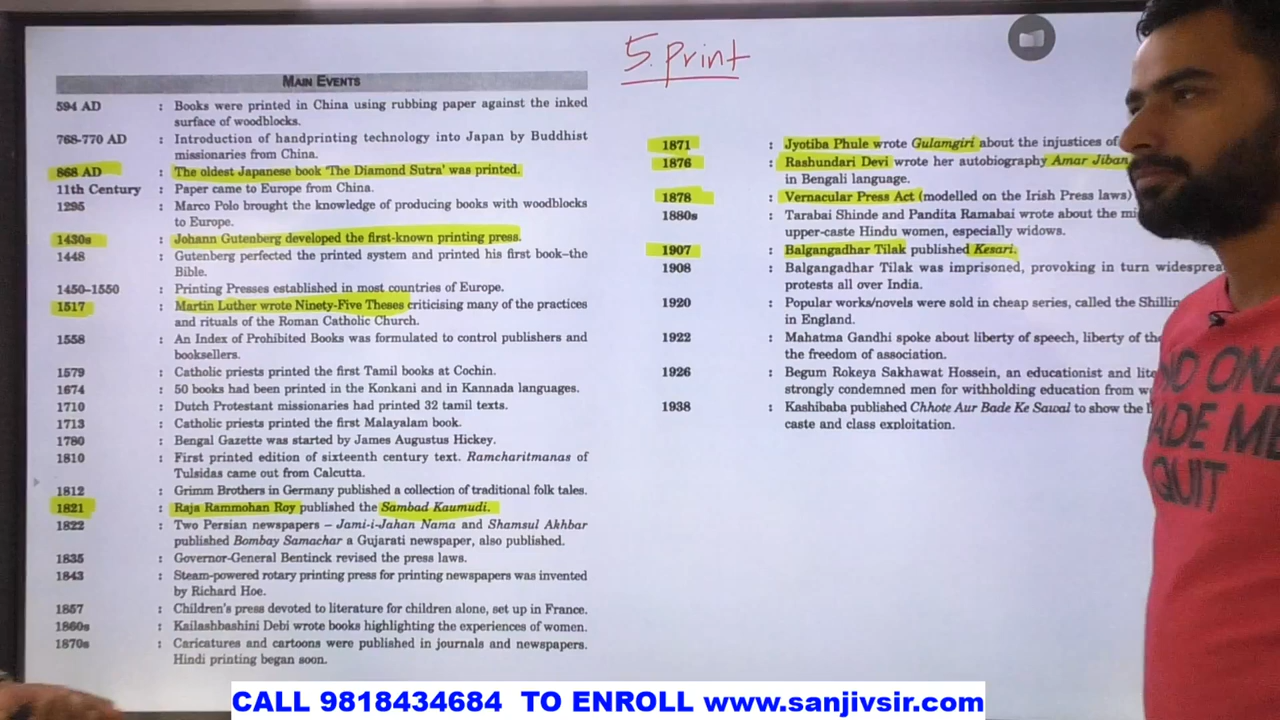 5. Print
MAIN EVENTS
594 AD : Books were printed in China using rubbing paper against the inked
surface of woodblocks.
768-770 AD : Introduction of handprinting technology into Japan by Buddhist
missionaries from China.
868 AD : The oldest Japanese book 'The Diamond Sutra' was printed.
11th Century : Paper came to Europe from China.
1295 : Marco Polo brought the knowledge of producing books with woodblocks
to Europe.
1430s : Johann Gutenberg developed the first-known printing press.
1448 : Gutenberg perfected the printed system and printed his first book–the
Bible.
1450–1550 : Printing Presses established in most countries of Europe.
1517 : Martin Luther wrote Ninety-Five Theses criticising many of the practices
and rituals of the Roman Catholic Church.
1558 : An Index of Prohibited Books was formulated to control publishers and
booksellers.
1579 : Catholic priests printed the first Tamil books at Cochin.
1674 : 50 books had been printed in the Konkani and in Kannada languages.
1710 : Dutch Protestant missionaries had printed 32 tamil texts.
1713 : Catholic priests printed the first Malayalam book.
1780 : Bengal Gazette was started by James Augustus Hickey.
1810 : First printed edition of sixteenth century text. Ramcharitmanas of
Tulsidas came out from Calcutta.
1812 : Grimm Brothers in Germany published a collection of traditional folk tales.
1821 : Raja Rammohan Roy published the Sambad Kaumudi.
1822 : Two Persian newspapers – Jami-i-Jahan Nama and Shamsul Akhbar
published Bombay Samachar a Gujarati newspaper, also published.
1835 : Governor-General Bentinck revised the press laws.
1843 : Steam-powered rotary printing press for printing newspapers was invented
by Richard Hoe.
1857 : Children's press devoted to literature for children alone, set up in France.
1860s : Kailashbashini Debi wrote books highlighting the experiences of women.
1870s : Caricatures and cartoons were published in journals and newspapers.
Hindi printing began soon.
1871 : Jyotiba Phule wrote Gulamgiri about the injustices of
1876 : Rashundari Devi wrote her autobiography Amar Jiban
in Bengali language.
1878 : Vernacular Press Act (modelled on the Irish Press laws)
1880s : Tarabai Shinde and Pandita Ramabai wrote about the
upper-caste Hindu women, especially widows.
1907 : Balgangadhar Tilak published Kesari.
1908 : Balgangadhar Tilak was imprisoned, provoking in turn
protests all over India.
1920 : Popular works/novels were sold in cheap series, called the
in England.
1922 : Mahatma Gandhi spoke about liberty of speech, liberty of
the freedom of association.
1926 : Begum Rokeya Sakhawat Hossein, an educationist and
strongly condemned men for withholding education from
1938 : Kashibaba published Chhote Aur Bade Ke Sawal to show the
caste and class exploitation.
NO ONE
MADE ME
QUIT
CALL 9818434684 TO ENROLL www.sanjivsir.com